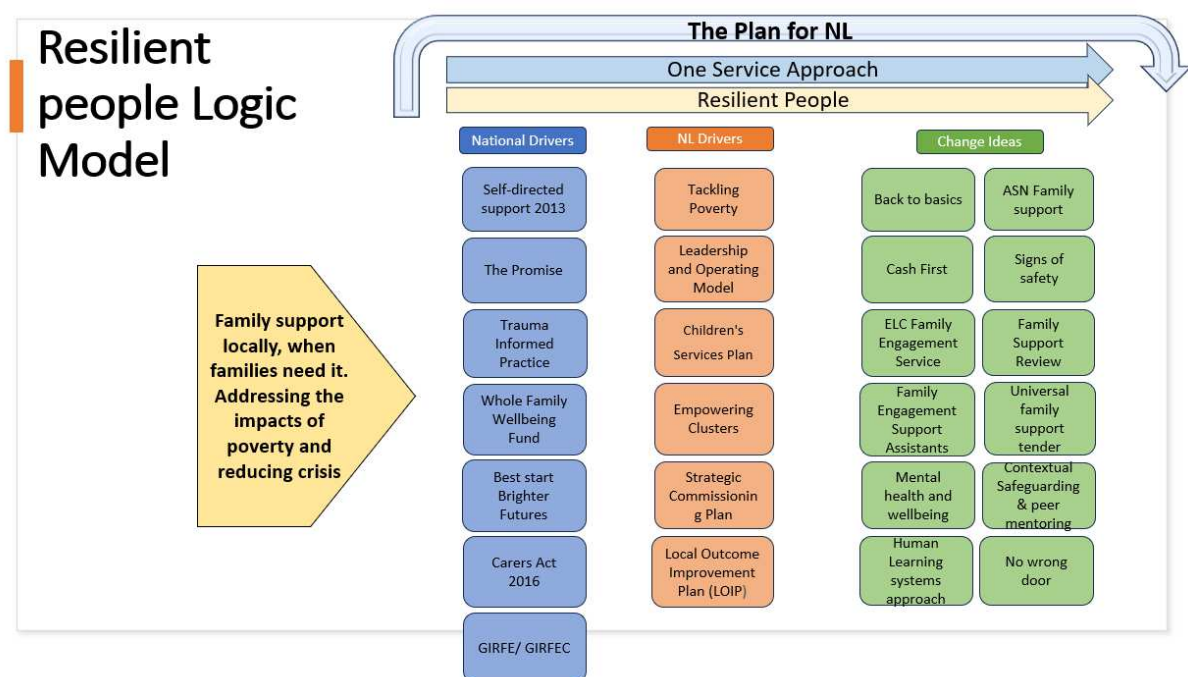 Resilient
people Logic
Model
The Plan for NL
One Service Approach
Resilient People
Family support
locally, when
families need it.
Addressing the
impacts of
poverty and
reducing crisis
National Drivers
Self-directed
support 2013
The Promise
Trauma
Informed
Practice
Whole Family
Wellbeing
Fund
Best start
Brighter
Futures
Carers Act
2016
GIRFE/ GIRFEC
NL Drivers
Tackling
Poverty
Leadership
and Operating
Model
Children's
Services Plan
Empowering
Clusters
Strategic
Commissionin
g Plan
Local Outcome
Improvement
Plan (LOIP)
Change Ideas
Back to basics
Cash First
ELC Family
Engagement
Service
Family
Engagement
Support
Assistants
Mental
health and
wellbeing
Human
Learning
systems
approach
ASN Family
support
Signs of
safety
Family
Support
Review
Universal
family
support
tender
Contextual
Safeguarding
& peer
mentoring
No wrong
door